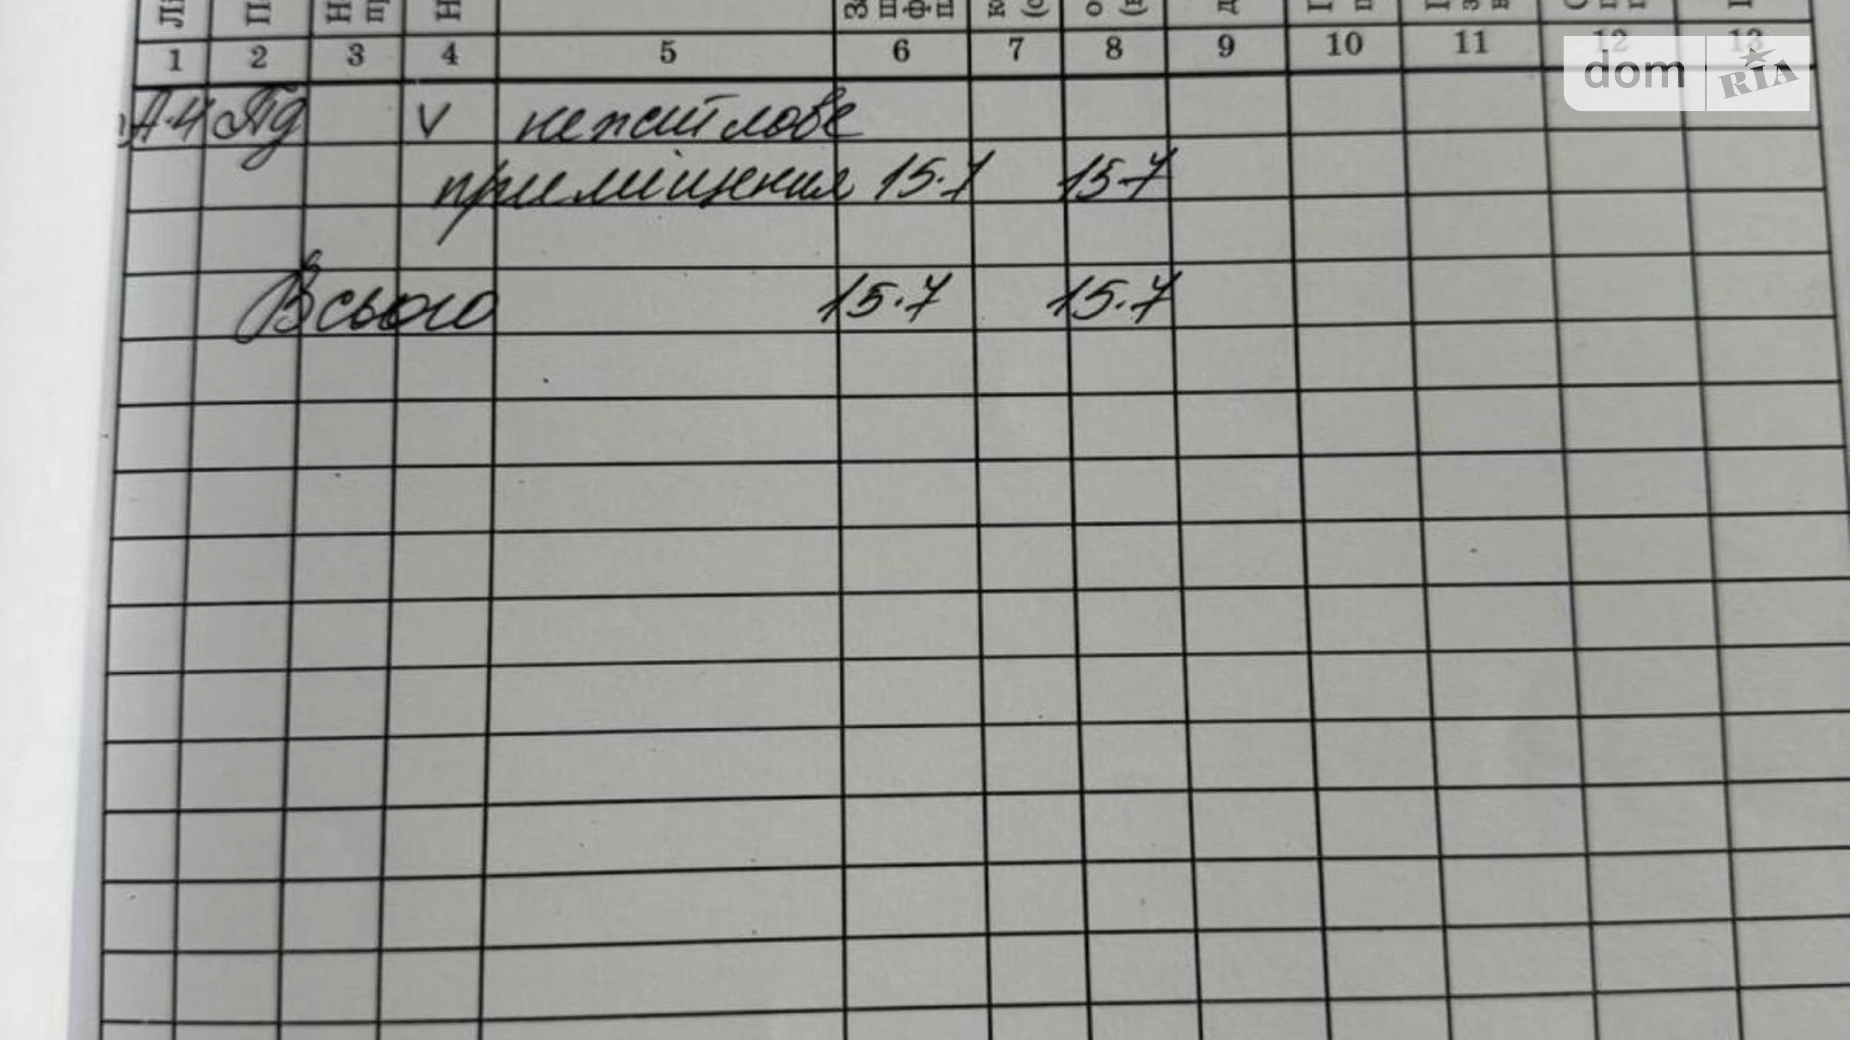 1 2 3 4 5 6 7 8 9 10 11 12 13
А-4 Пд V нежитлове
приміщення 15.7 15.7
Всього 15.7 15.7
dom RIA